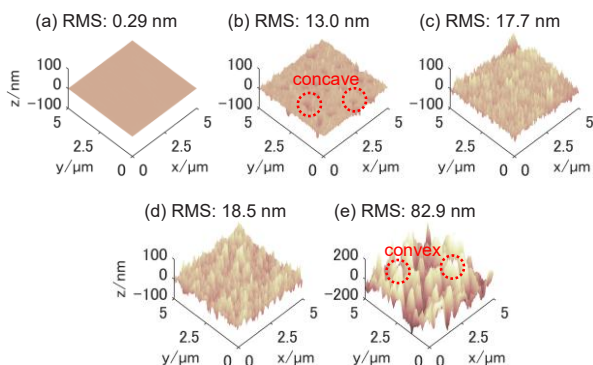 (a) RMS: 0.29 nm
(b) RMS: 13.0 nm
(c) RMS: 17.7 nm
z/nm
100
0
-100
5
2.5
0
y/μm
0
2.5
5
x/μm
concave
100
0
-100
5
2.5
0
y/μm
0
2.5
5
x/μm
100
0
-100
5
2.5
0
y/μm
0
2.5
5
x/μm
(d) RMS: 18.5 nm
(e) RMS: 82.9 nm
z/nm
100
0
-100
5
2.5
0
y/μm
0
2.5
5
x/μm
convex
200
0
-200
5
2.5
0
y/μm
0
2.5
5
x/μm